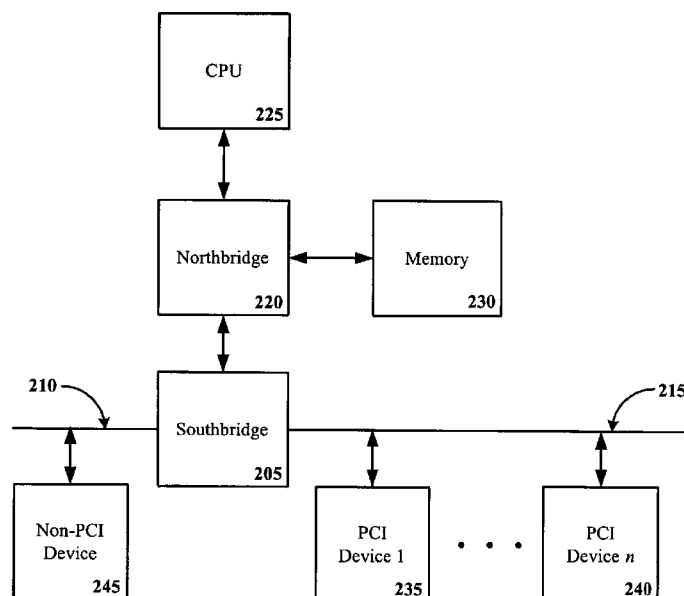 CPU
225
Northbridge
220
Memory
230
210
215
Southbridge
205
Non-PCI
Device
245
PCI
Device 1
235
• • •
PCI
Device n
240